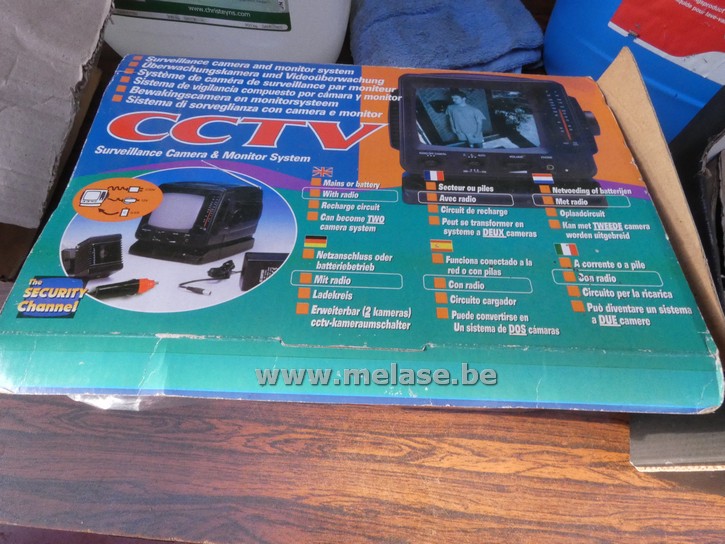 www.christeyns.com
Surveillance camera and monitor system
Überwachungskamera und Videoüberwachung
Système de camera de surveillance par moniteur
Sistema de vigilancia compuesto por cámara y monitor
Bewakingscamera en monitorsysteem
Sistema di sorveglianza con camera e monitor
CCTV
Surveillance Camera & Monitor System
Mains or battery
With radio
Recharge circuit
Can become TWO
camera system
Secteur ou piles
Avec radio
Circuit de recharge
Peut se transformer en
systeme a DEUX cameras
Netvoeding of batterijen
Met radio
Oplaadcircuit
Kan met TWEEDE camera
worden uitgebreid
Netzanschluss oder
batteriebetrieb
Mit radio
Ladekreis
Erweiterbar (2 kameras)
cctv-kameraumschalter
Funciona conectado a la
red o con pilas
Con radio
Circuito cargador
Puede convertirse en
Un sistema de DOS cámaras
A corrente o a pile
Con radio
Circuito per la ricarica
Può diventare un sistema
a DUE camere
The
SECURITY
Channel
www.melase.be